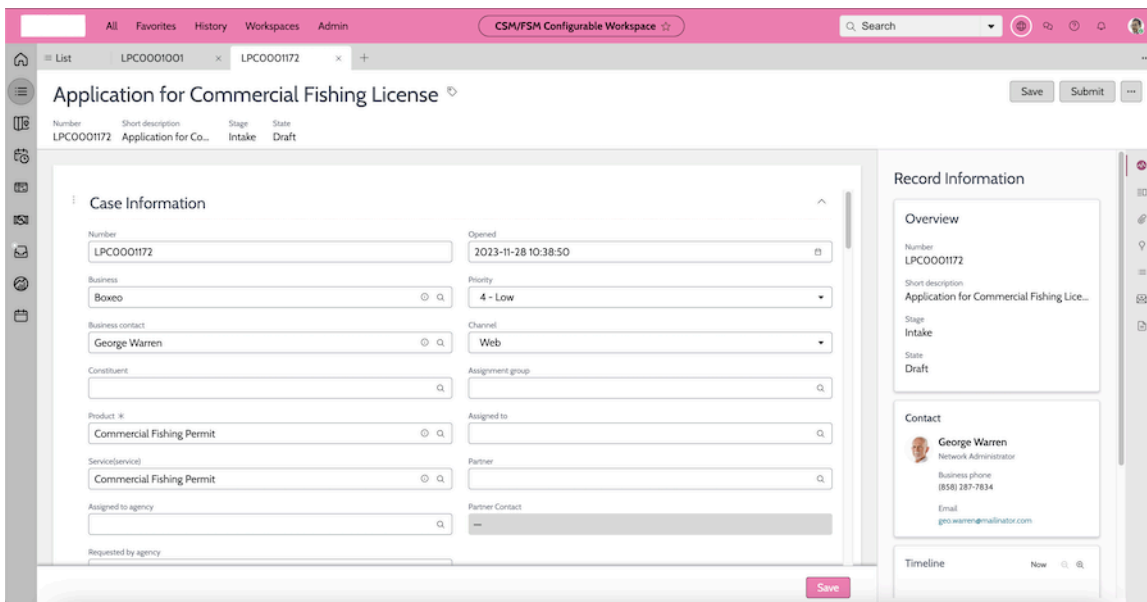 All Favorites History Workspaces Admin CSM/FSM Configurable Workspace Search
List LPC0001001 LPC0001172
Application for Commercial Fishing License
Save Submit
Number Short description Stage State
LPC0001172 Application for Co... Intake Draft
Case Information
Number
LPC0001172
Opened
2023-11-28 10:38:50
Business
Boxeo
Priority
4 - Low
Business contact
George Warren
Channel
Web
Constituent
Assignment group
Product
Commercial Fishing Permit
Assigned to
Service(service)
Commercial Fishing Permit
Partner
Assigned to agency
Partner Contact
—
Requested by agency
Save
Record Information
Overview
Number
LPC0001172
Short description
Application for Commercial Fishing Lice...
Stage
Intake
State
Draft
Contact
George Warren
Network Administrator
Business phone
(858) 287-7834
Email
geo.warren@mailinator.com
Timeline Now